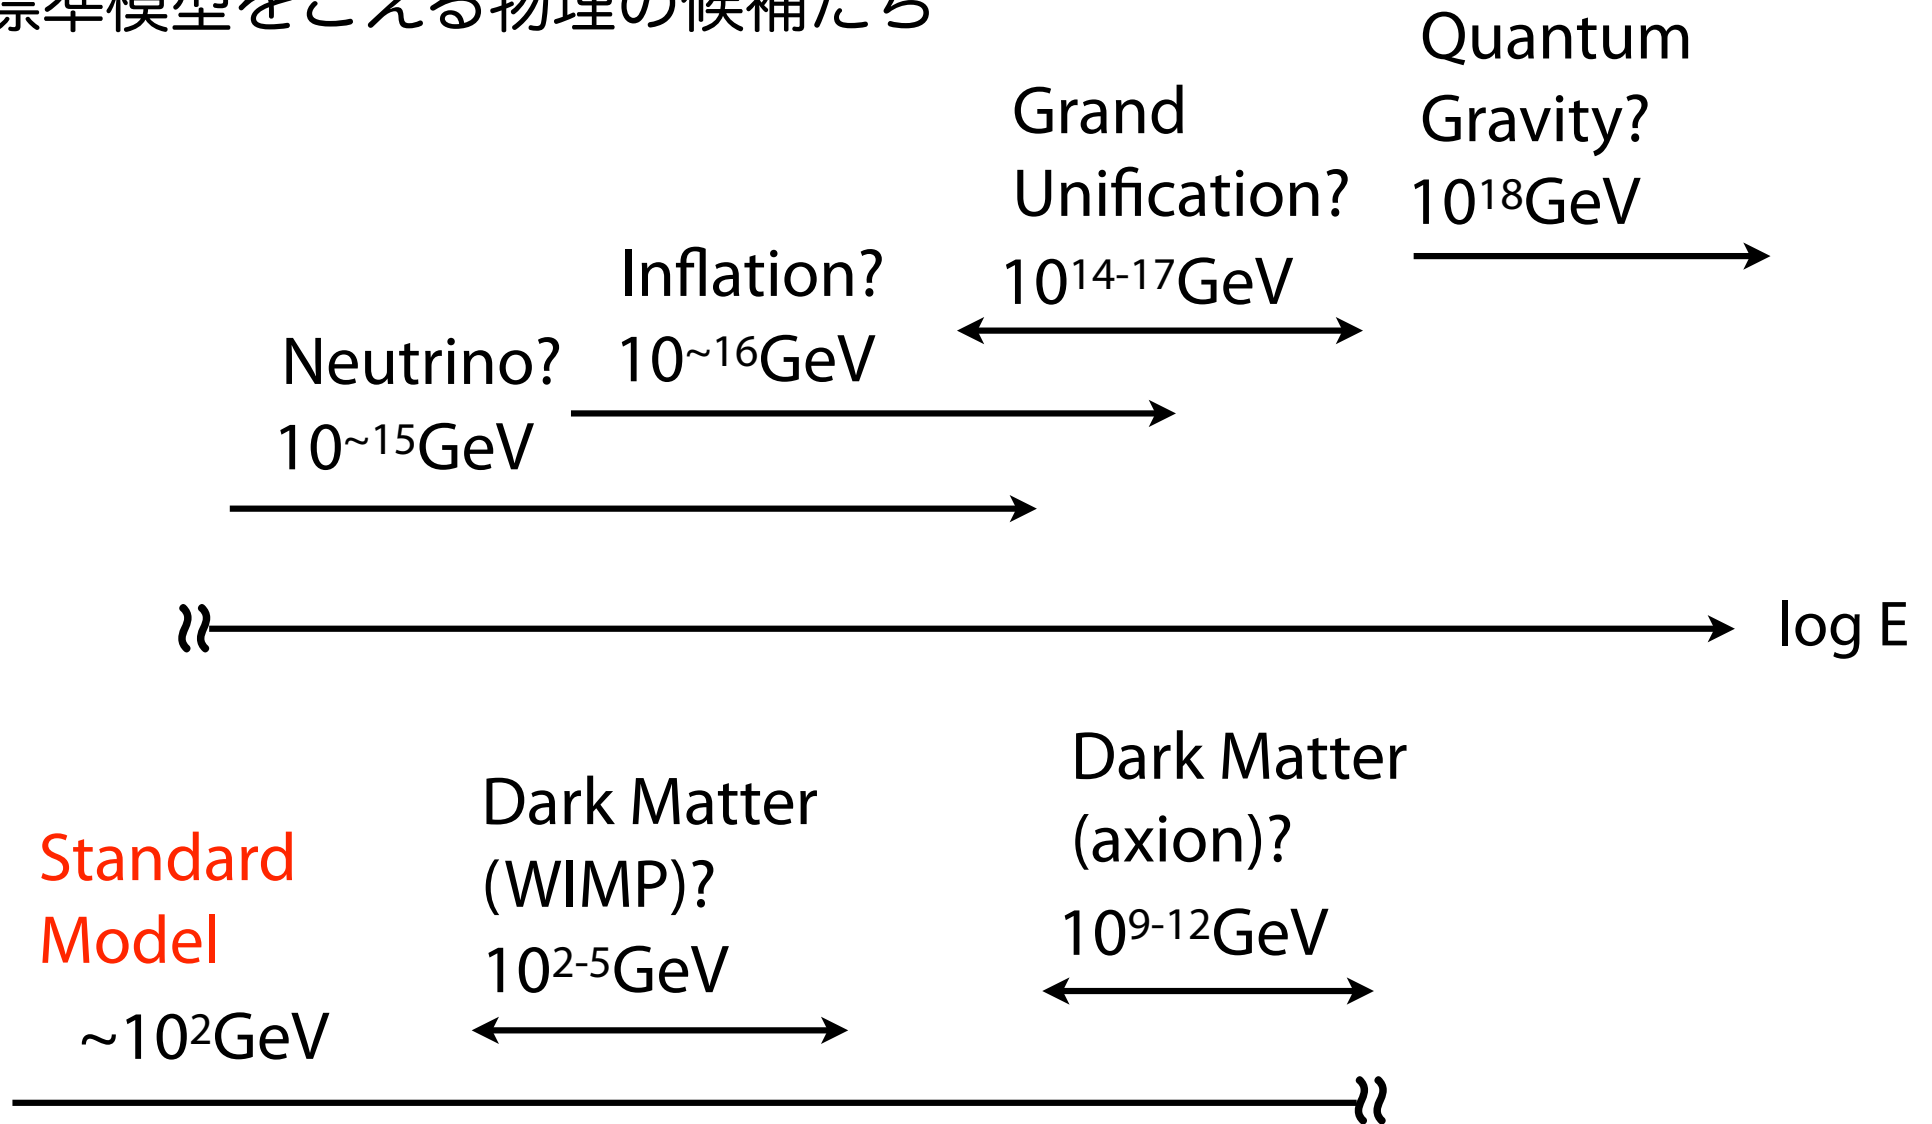 標準模型をこえる物理の候補たち
Quantum
Gravity?
10¹⁸GeV
Grand
Unification?
10¹⁴⁻¹⁷GeV
Inflation?
10~¹⁶GeV
Neutrino?
10~¹⁵GeV
log E
Standard
Model
~10²GeV
Dark Matter
(WIMP)?
10²⁻⁵GeV
Dark Matter
(axion)?
10⁹⁻¹²GeV